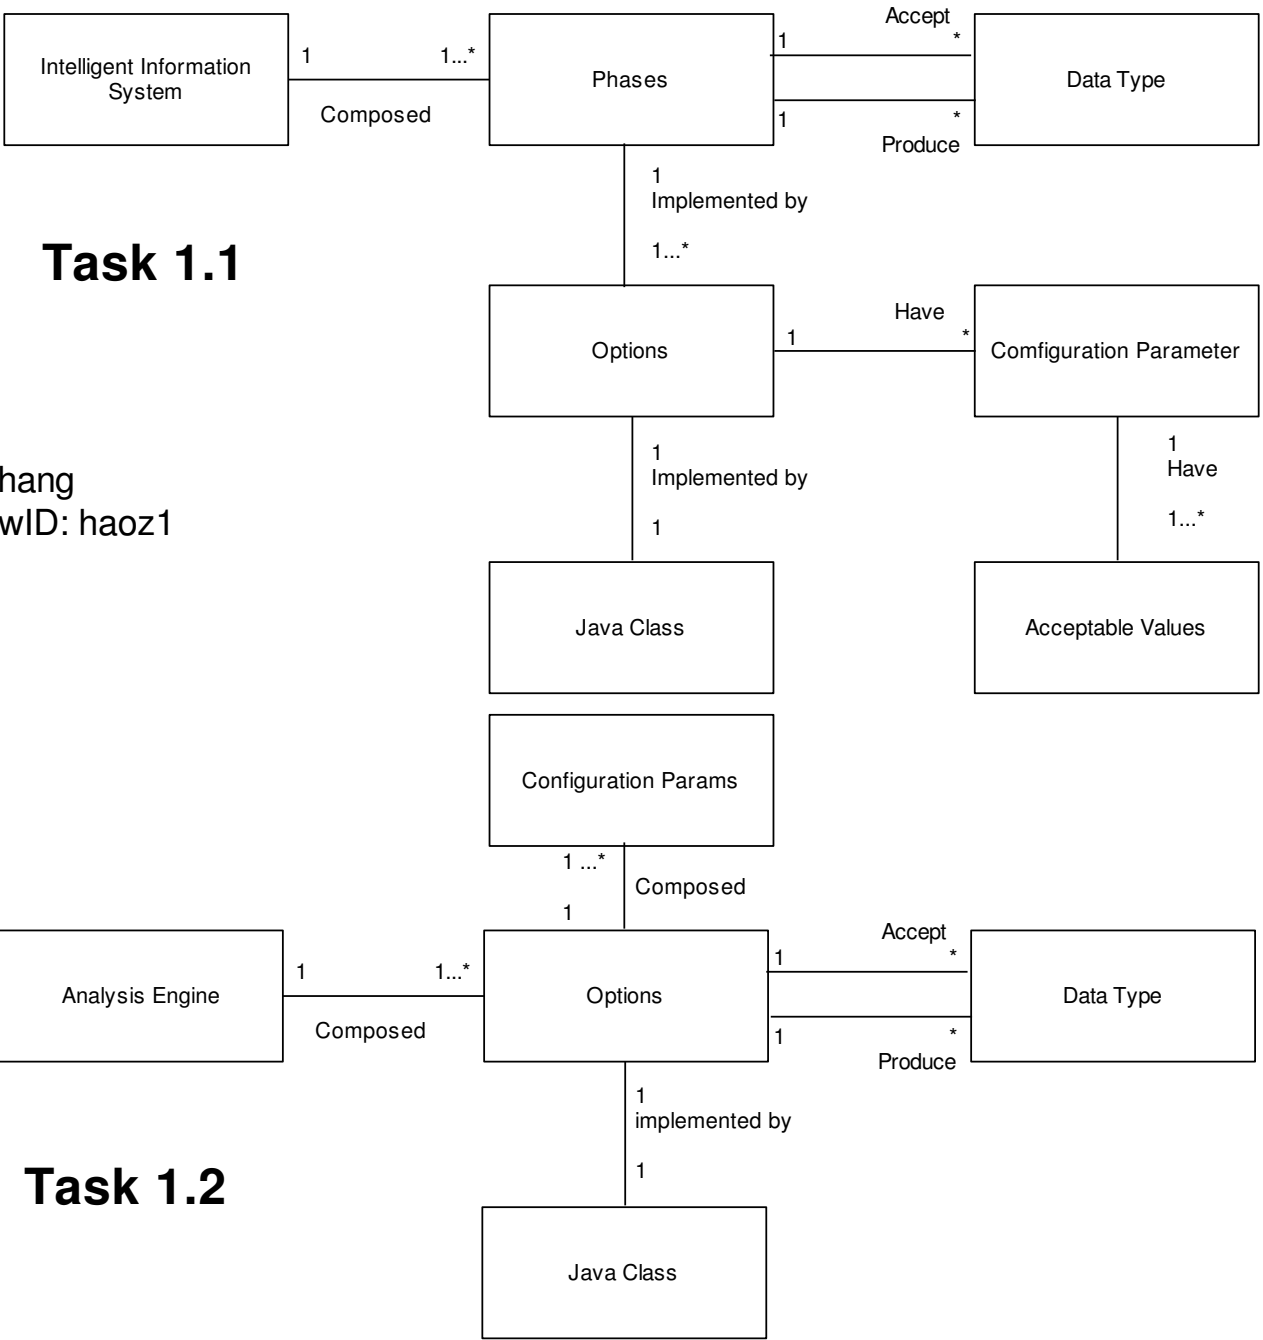 Accept
1
1...*
1
*
Intelligent Information
System
Phases
Data Type
Composed
1
*
Produce
1
Implemented by
1...*
Task 1.1
Have
1
*
Options
Comfiguration Parameter
1
Implemented by
1
1
Have
1...*
hang
wID: haoz1
Java Class
Acceptable Values
Configuration Params
1 ...*
Composed
1
Accept
1
*
1
1...*
Analysis Engine
Options
Data Type
Composed
1
*
Produce
1
implemented by
1
Task 1.2
Java Class